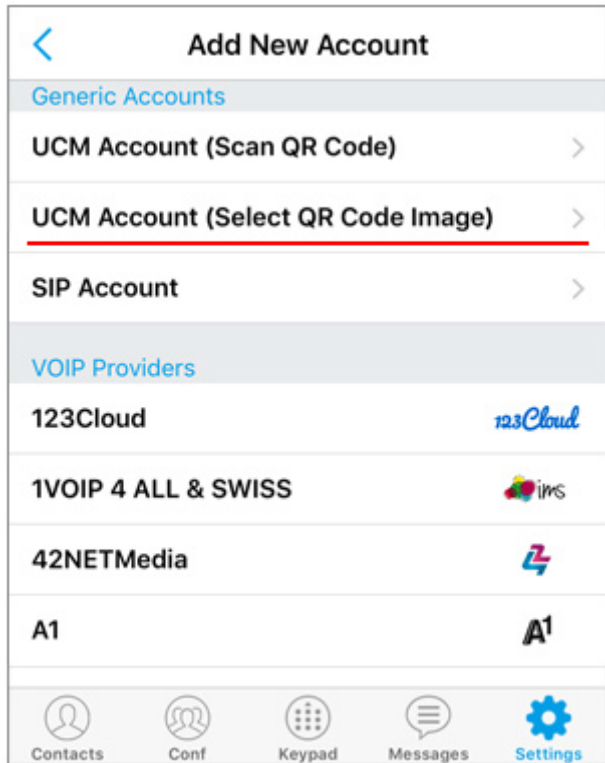 Add New Account
Generic Accounts
UCM Account (Scan QR Code)
UCM Account (Select QR Code Image)
SIP Account
VOIP Providers
123Cloud 123Cloud
1VOIP 4 ALL & SWISS ims
42NETMedia
A1 A1
Contacts Conf Keypad Messages Settings